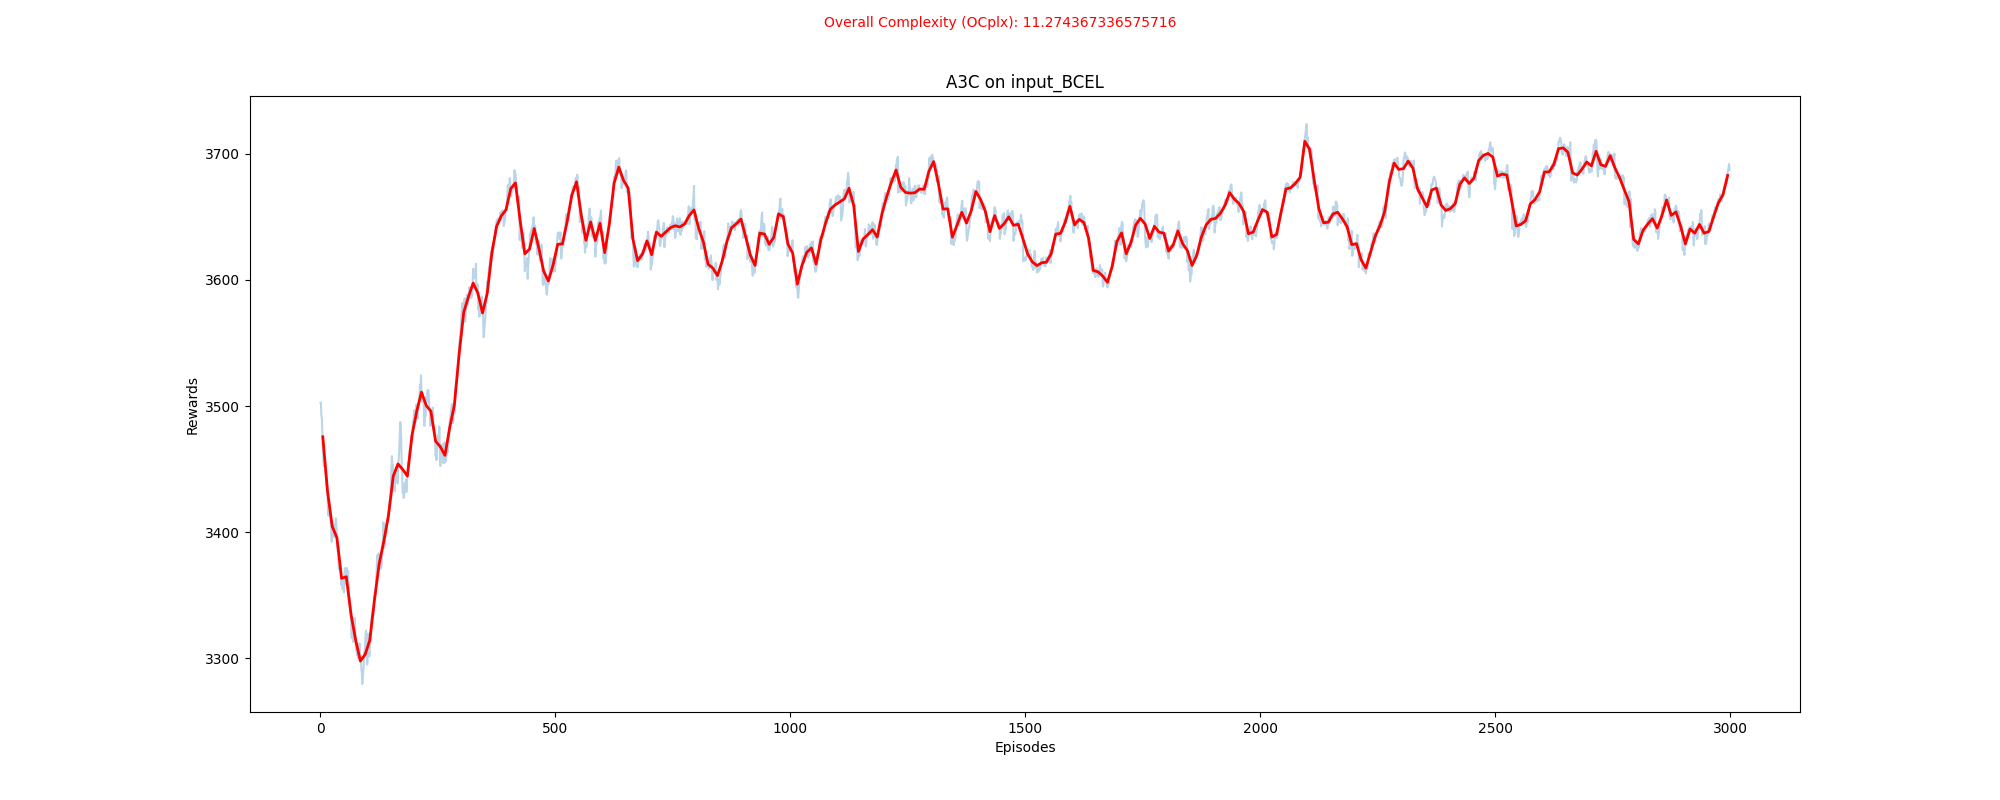 Overall Complexity (OCplx): 11.274367336575716
A3C on input_BCEL
3700
3600
3500
3400
3300
Rewards
0 500 1000 1500 2000 2500 3000
Episodes